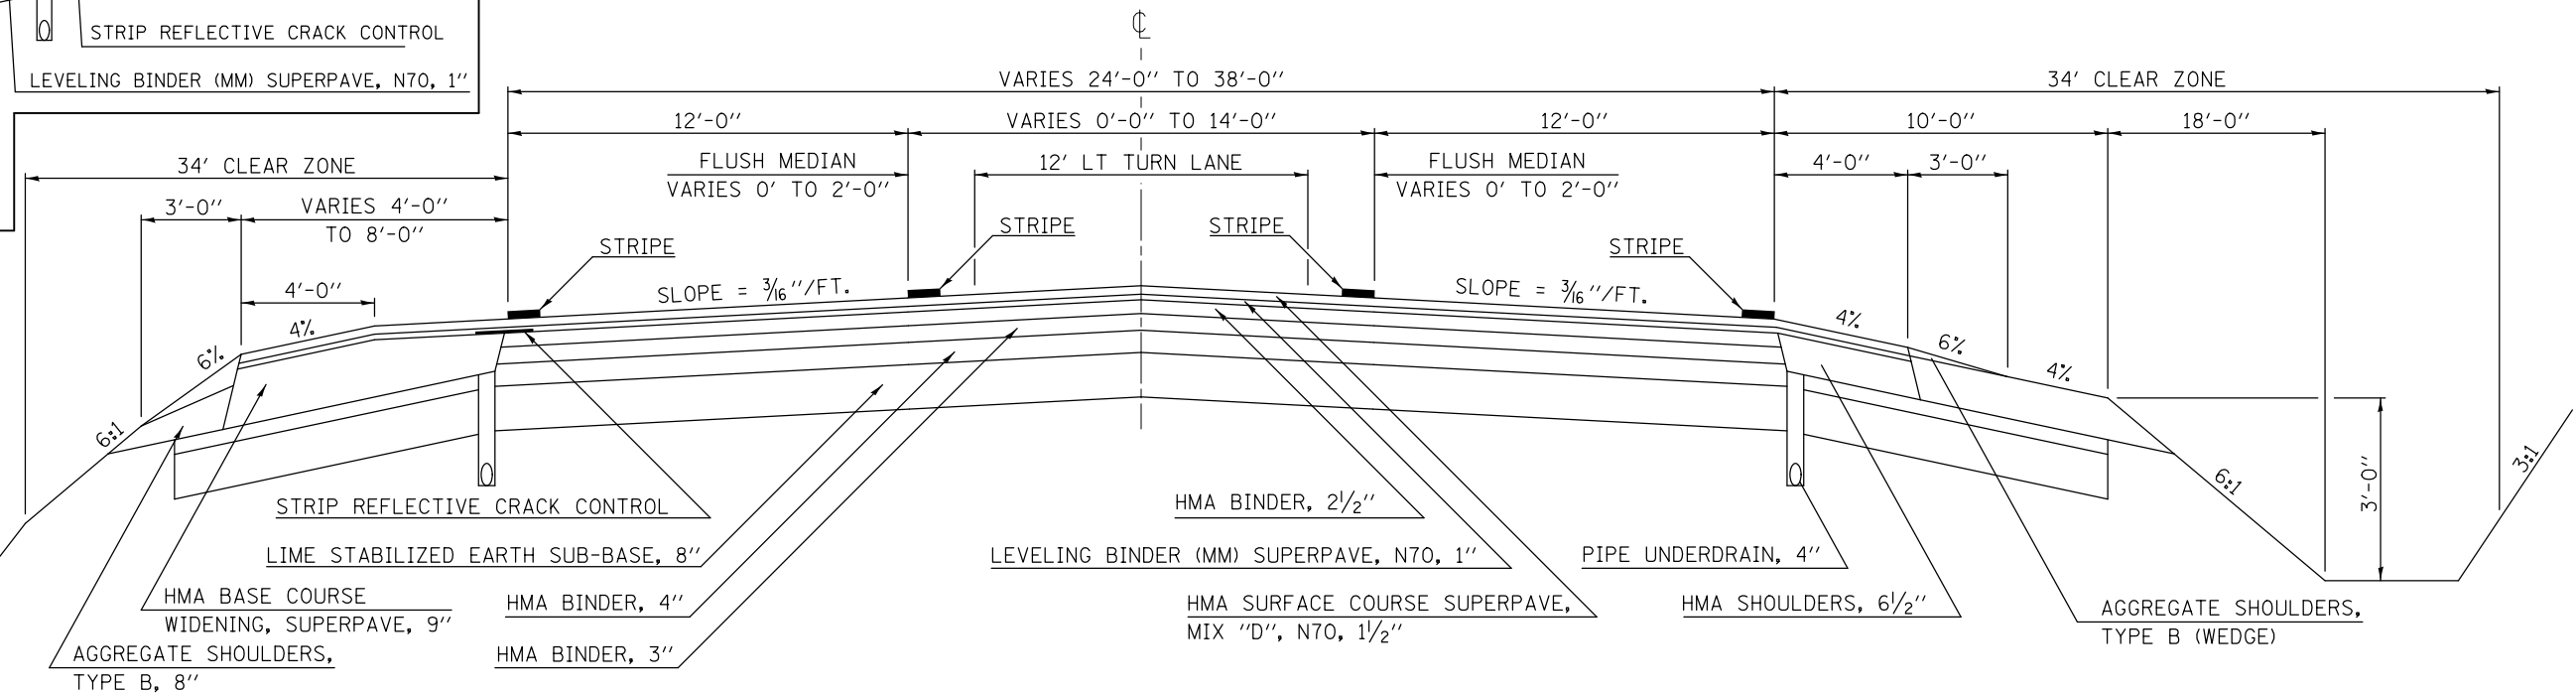 STRIP REFLECTIVE CRACK CONTROL
LEVELING BINDER (MM) SUPERPAVE, N70, 1"
℄
VARIES 24'-0" TO 38'-0"
34' CLEAR ZONE
12'-0"
VARIES 0'-0" TO 14'-0"
12'-0"
10'-0"
18'-0"
34' CLEAR ZONE
FLUSH MEDIAN
VARIES 0' TO 2'-0"
12' LT TURN LANE
FLUSH MEDIAN
VARIES 0' TO 2'-0"
4'-0"
3'-0"
3'-0"
VARIES 4'-0"
TO 8'-0"
STRIPE
STRIPE
STRIPE
STRIPE
4'-0"
SLOPE = 3/16"/FT.
SLOPE = 3/16"/FT.
4%
6%
4%
6%
4%
6:1
6:1
3:1
3'-0"
STRIP REFLECTIVE CRACK CONTROL
HMA BINDER, 2 1/2"
LIME STABILIZED EARTH SUB-BASE, 8"
LEVELING BINDER (MM) SUPERPAVE, N70, 1"
PIPE UNDERDRAIN, 4"
HMA BASE COURSE
WIDENING, SUPERPAVE, 9"
HMA BINDER, 4"
HMA SURFACE COURSE SUPERPAVE,
MIX "D", N70, 1 1/2"
HMA SHOULDERS, 6 1/2"
AGGREGATE SHOULDERS,
TYPE B (WEDGE)
AGGREGATE SHOULDERS,
TYPE B, 8"
HMA BINDER, 3"